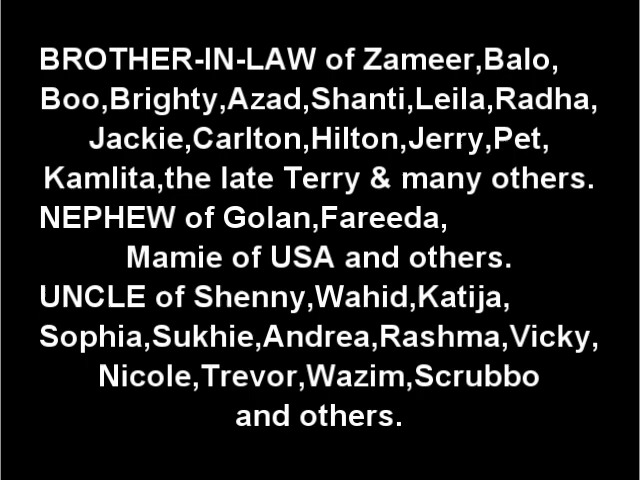 BROTHER-IN-LAW of Zameer,Balo,
Boo,Brighty,Azad,Shanti,Leila,Radha,
Jackie,Carlton,Hilton,Jerry,Pet,
Kamlita,the late Terry & many others.
NEPHEW of Golan,Fareeda,
Mamie of USA and others.
UNCLE of Shenny,Wahid,Katija,
Sophia,Sukhie,Andrea,Rashma,Vicky,
Nicole,Trevor,Wazim,Scrubbo
and others.